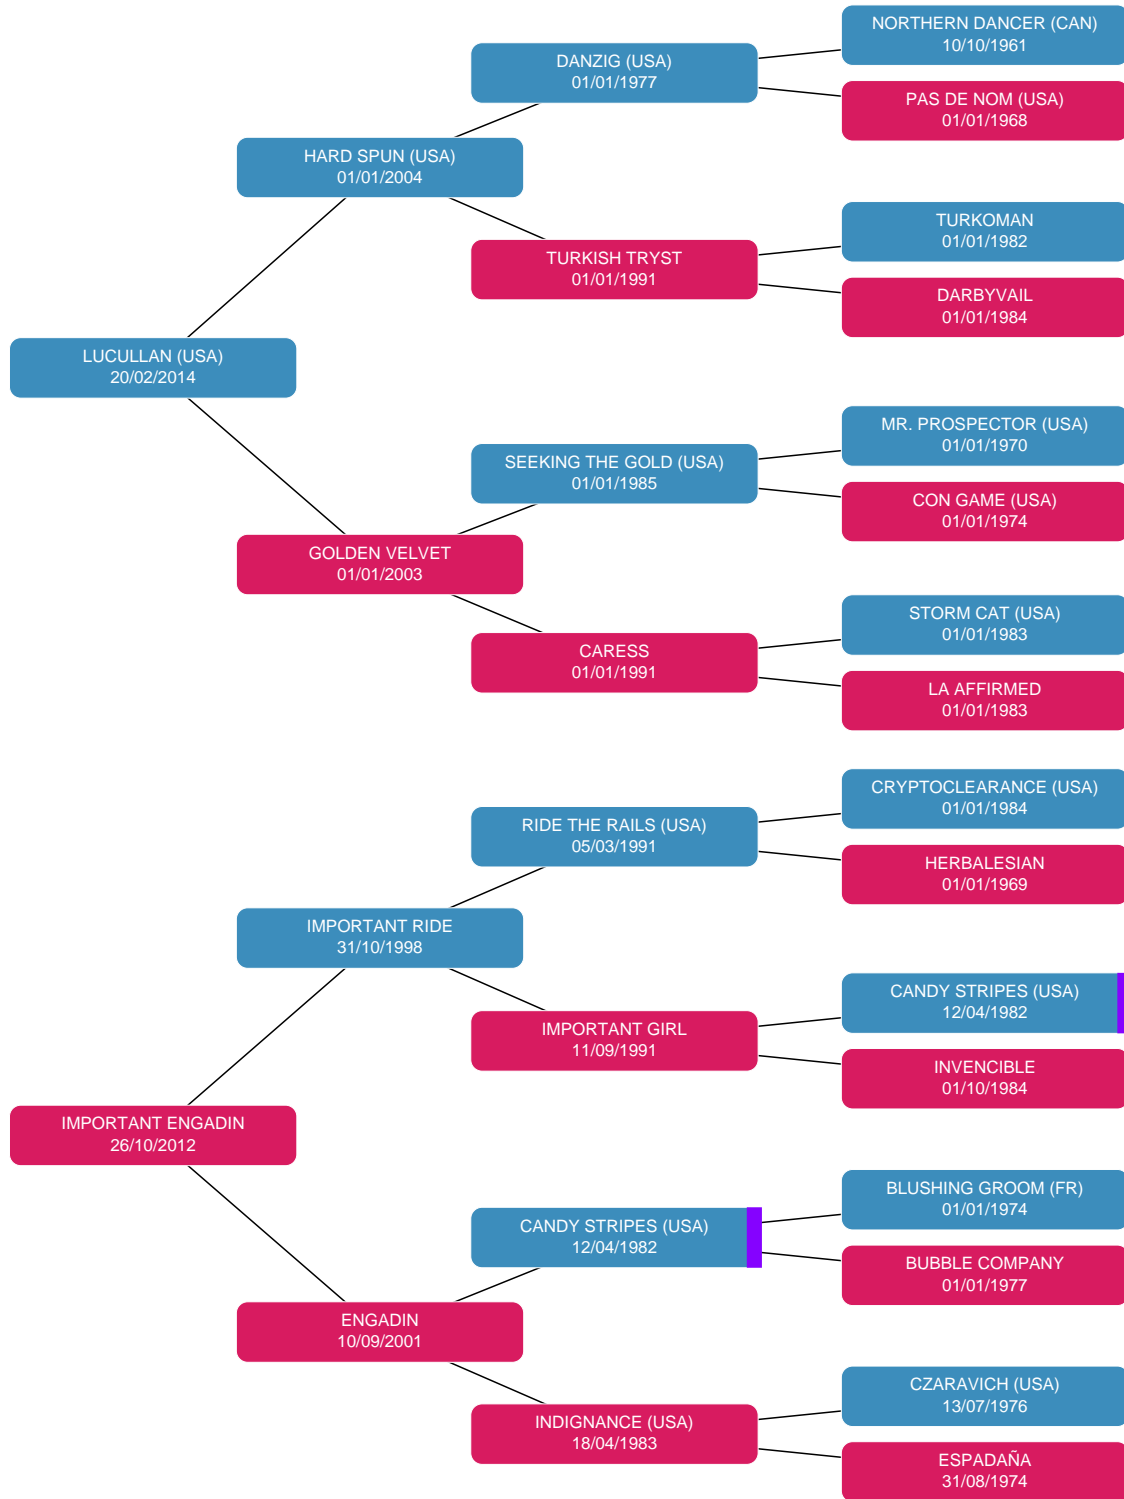 NORTHERN DANCER (CAN)
10/10/1961
DANZIG (USA)
01/01/1977
PAS DE NOM (USA)
01/01/1968
HARD SPUN (USA)
01/01/2004
TURKOMAN
01/01/1982
TURKISH TRYST
01/01/1991
DARBYVAIL
01/01/1984
LUCULLAN (USA)
20/02/2014
MR. PROSPECTOR (USA)
01/01/1970
SEEKING THE GOLD (USA)
01/01/1985
CON GAME (USA)
01/01/1974
GOLDEN VELVET
01/01/2003
STORM CAT (USA)
01/01/1983
CARESS
01/01/1991
LA AFFIRMED
01/01/1983
CRYPTOCLEARANCE (USA)
01/01/1984
RIDE THE RAILS (USA)
05/03/1991
HERBALESIAN
01/01/1969
IMPORTANT RIDE
31/10/1998
CANDY STRIPES (USA)
12/04/1982
IMPORTANT GIRL
11/09/1991
INVENCIBLE
01/10/1984
IMPORTANT ENGADIN
26/10/2012
BLUSHING GROOM (FR)
01/01/1974
CANDY STRIPES (USA)
12/04/1982
BUBBLE COMPANY
01/01/1977
ENGADIN
10/09/2001
CZARAVICH (USA)
13/07/1976
INDIGNANCE (USA)
18/04/1983
ESPADAÑA
31/08/1974